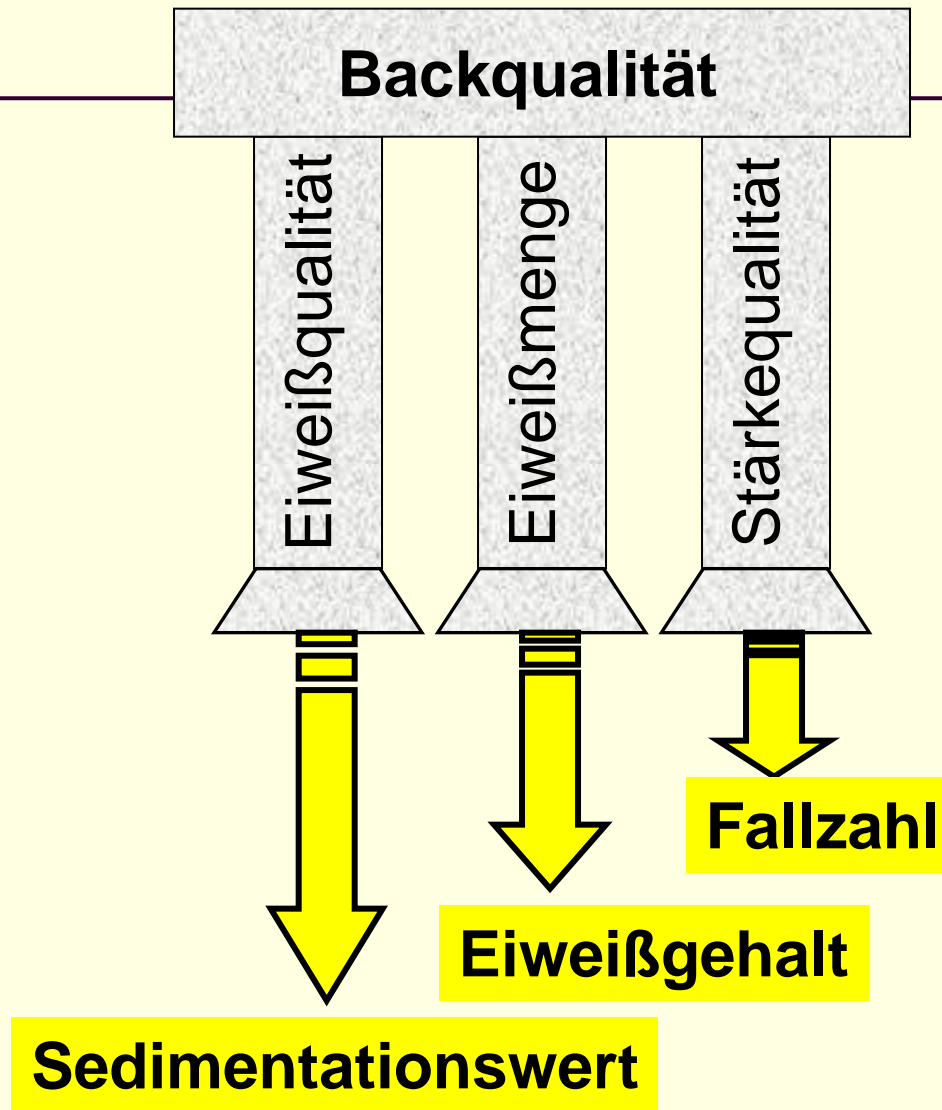 Backqualität
Eiweißqualität
Eiweißmenge
Stärkequalität
Fallzahl
Eiweißgehalt
Sedimentationswert